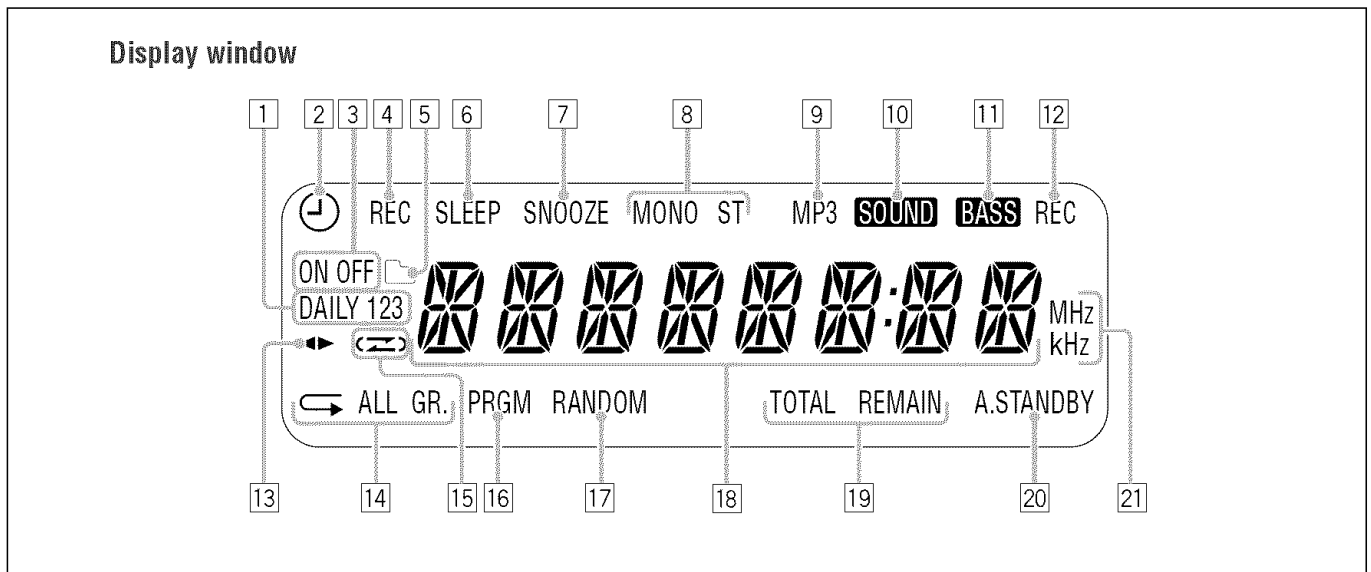 Display window
1 2 3 4 5 6 7 8 9 10 11 12
REC SLEEP SNOOZE MONO ST MP3 SOUND BASS REC
ON OFF
DAILY 123
MHz
kHz
ALL GR. PRGM RANDOM TOTAL REMAIN A.STANDBY
13 14 15 16 17 18 19 20 21